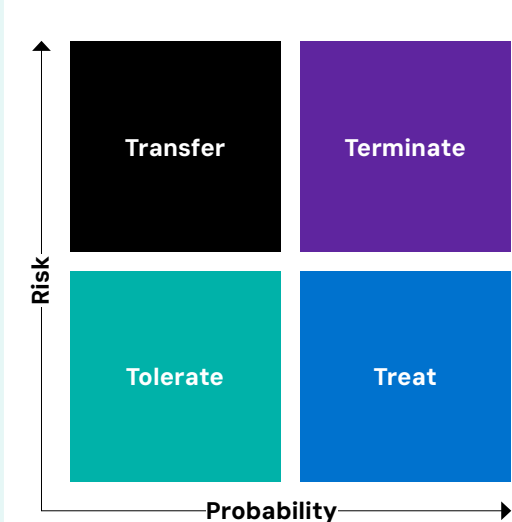 Transfer
Terminate
Risk
Tolerate
Treat
Probability